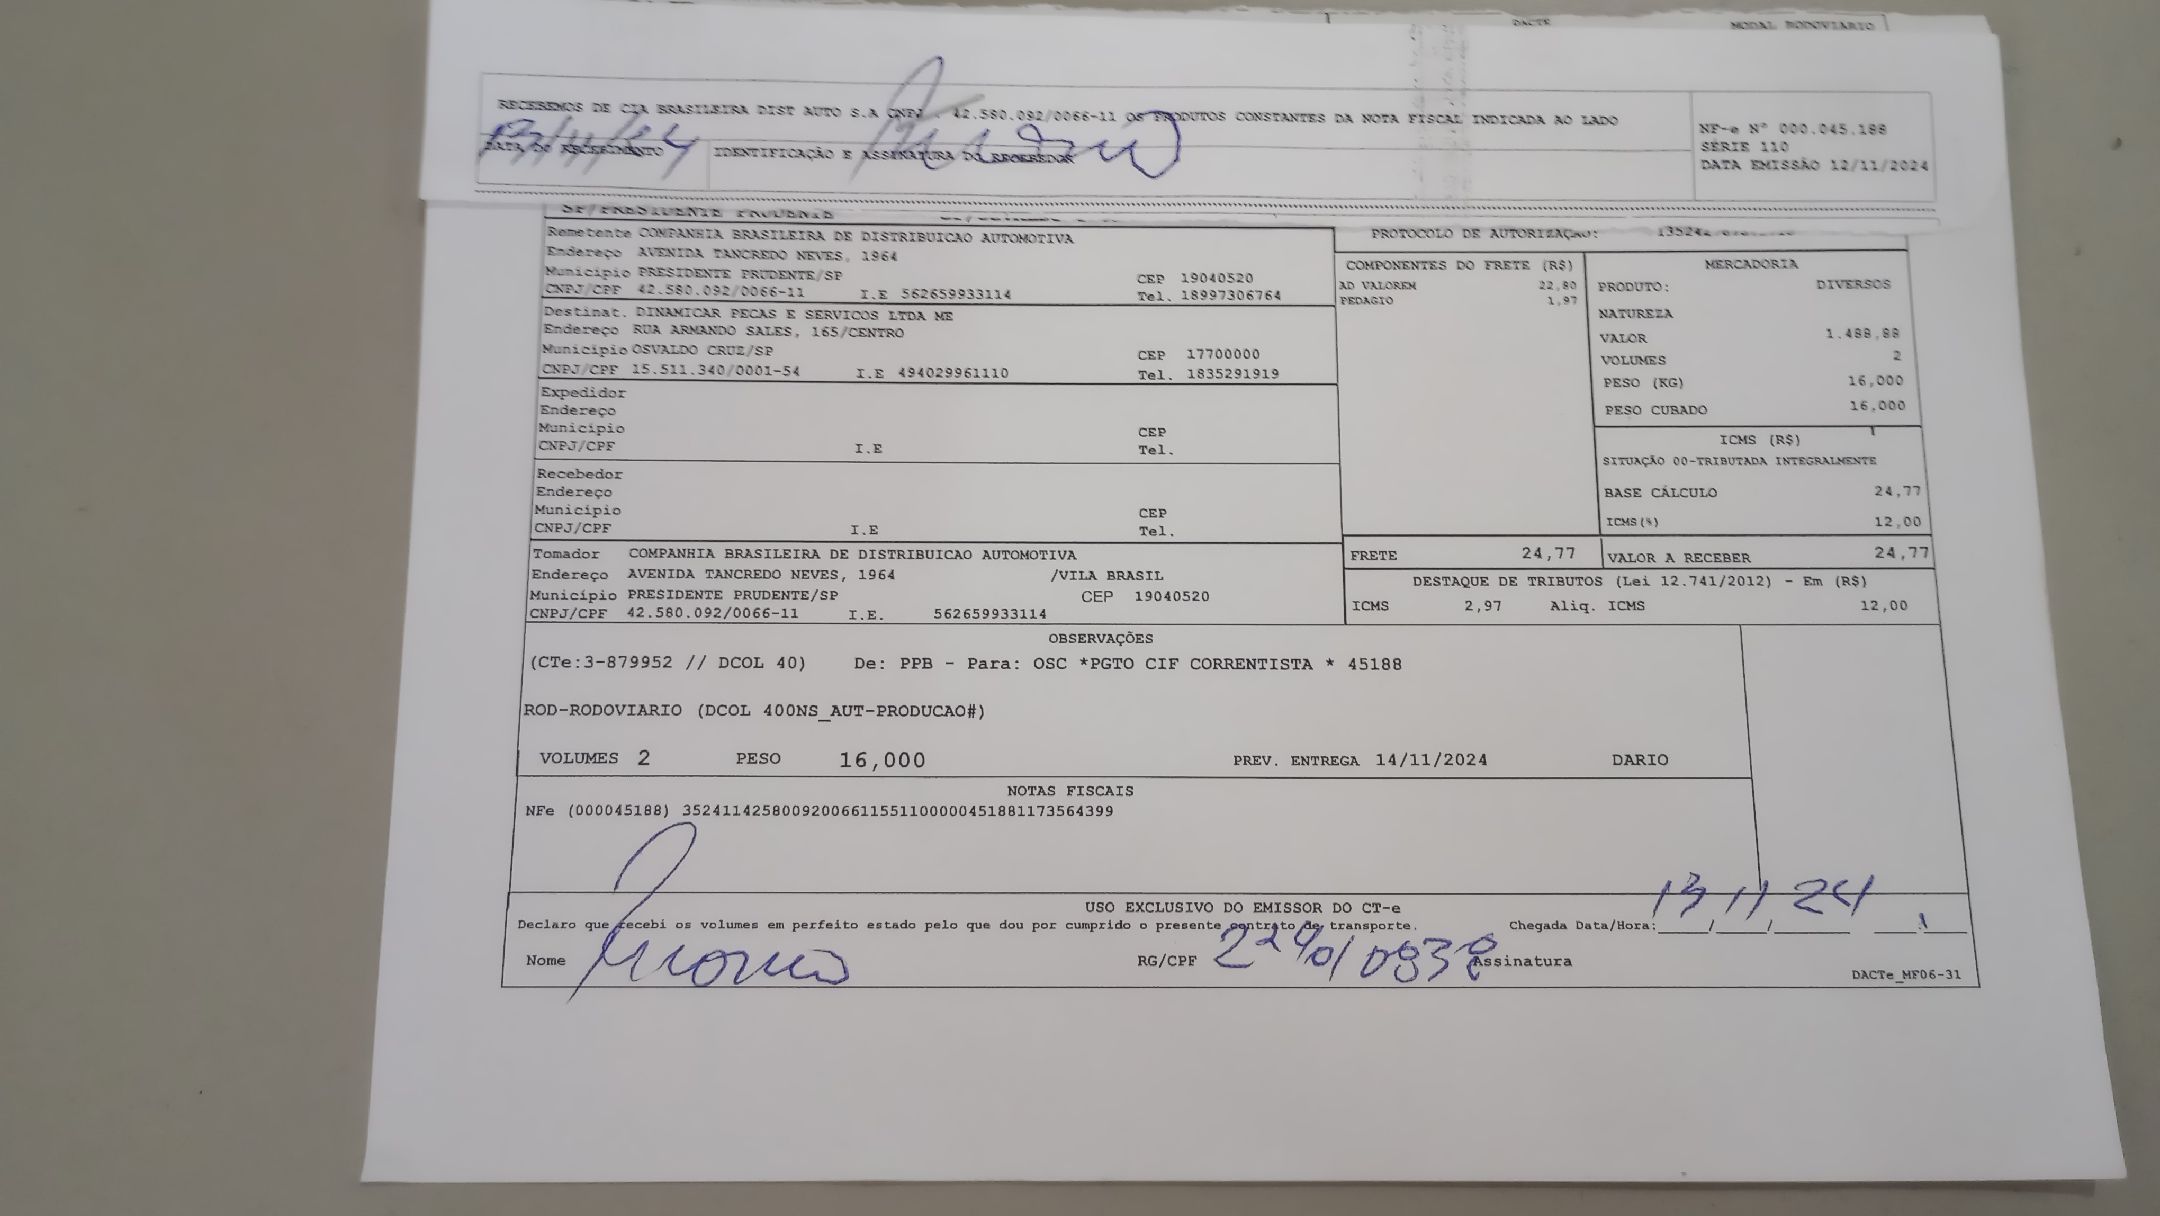 DACTE MODAL RODOVIARIO
RECEBEMOS DE CIA BRASILEIRA DIST AUTO S.A CNPJ . 42.580.092/0066-11 OS PRODUTOS CONSTANTES DA NOTA FISCAL INDICADA AO LADO
13/11/24
DATA DO RECEBIMENTO IDENTIFICAÇÃO E ASSINATURA DO RECEBEDOR
NF-e Nº 000.045.188
SÉRIE 110
DATA EMISSÃO 12/11/2024
SP/PRESIDENTE PRUDENTE
Remetente COMPANHIA BRASILEIRA DE DISTRIBUICAO AUTOMOTIVA
Endereço AVENIDA TANCREDO NEVES, 1964
Município PRESIDENTE PRUDENTE/SP CEP 19040520
CNPJ/CPF 42.580.092/0066-11 I.E 562659933114 Tel. 18997306764
Destinat. DINAMICAR PECAS E SERVICOS LTDA ME
Endereço RUA ARMANDO SALES, 165/CENTRO
Município OSVALDO CRUZ/SP CEP 17700000
CNPJ/CPF 15.511.340/0001-54 I.E 494029961110 Tel. 1835291919
Expedidor
Endereço
Município CEP
CNPJ/CPF I.E Tel.
Recebedor
Endereço
Município CEP
CNPJ/CPF I.E Tel.
Tomador COMPANHIA BRASILEIRA DE DISTRIBUICAO AUTOMOTIVA
Endereço AVENIDA TANCREDO NEVES, 1964 /VILA BRASIL
Município PRESIDENTE PRUDENTE/SP CEP 19040520
CNPJ/CPF 42.580.092/0066-11 I.E. 562659933114
PROTOCOLO DE AUTORIZAÇÃO:
COMPONENTES DO FRETE (R$)
AD VALOREM 22,80
PEDAGIO 1,97
MERCADORIA
PRODUTO: DIVERSOS
NATUREZA
VALOR 1.488,88
VOLUMES 2
PESO (KG) 16,000
PESO CUBADO 16,000
ICMS (R$)
SITUAÇÃO 00-TRIBUTADA INTEGRALMENTE
BASE CÁLCULO 24,77
ICMS(%) 12,00
FRETE 24,77 VALOR A RECEBER 24,77
DESTAQUE DE TRIBUTOS (Lei 12.741/2012) - Em (R$)
ICMS 2,97 Aliq. ICMS 12,00
OBSERVAÇÕES
(CTe:3-879952 // DCOL 40) De: PPB - Para: OSC *PGTO CIF CORRENTISTA * 45188
ROD-RODOVIARIO (DCOL 400NS_AUT-PRODUCAO#)
VOLUMES 2 PESO 16,000 PREV. ENTREGA 14/11/2024 DARIO
NOTAS FISCAIS
NFe (000045188) 35241142580092006611551100000451881173564399
USO EXCLUSIVO DO EMISSOR DO CT-e
Declaro que recebi os volumes em perfeito estado pelo que dou por cumprido o presente contrato de transporte. Chegada Data/Hora: 13/11/24
Nome RG/CPF Assinatura
DACTe_MF06-31